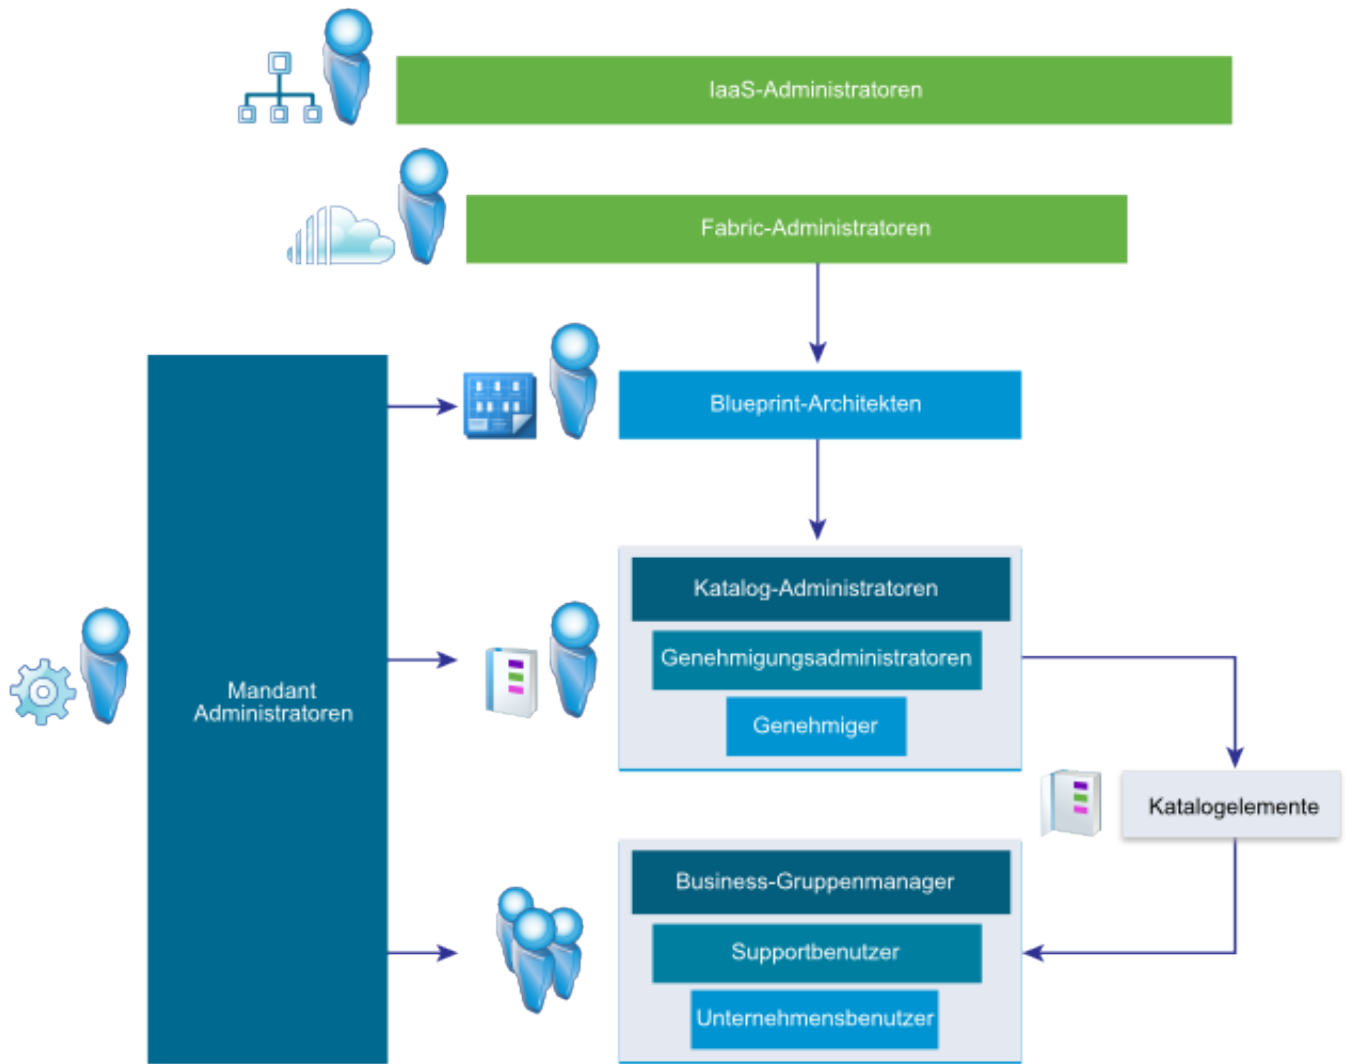 IaaS-Administratoren
Fabric-Administratoren
Blueprint-Architekten
Mandant
Administratoren
Katalog-Administratoren
Genehmigungsadministratoren
Genehmiger
Katalogelemente
Business-Gruppenmanager
Supportbenutzer
Unternehmensbenutzer